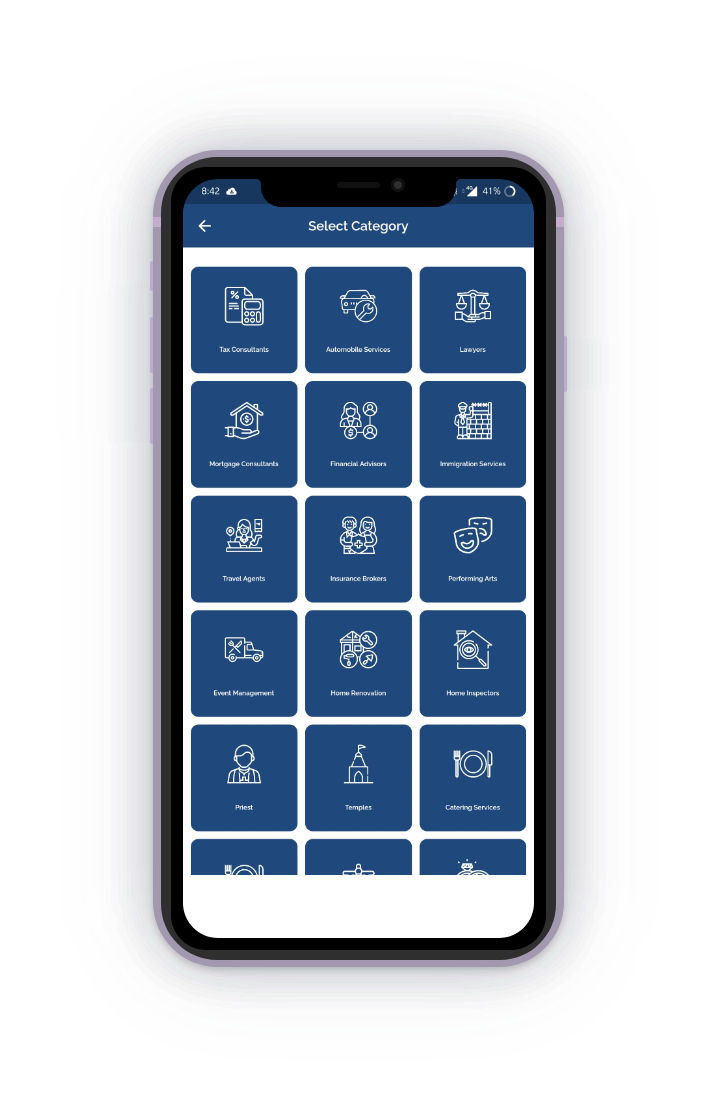 8:42
4G 41%
Select Category
%
Tax Consultants
Automobile Services
Lawyers
$
Mortgage Consultants
$
Financial Advisors
Immigration Services
Travel Agents
Insurance Brokers
Performing Arts
Event Management
Home Renovation
Home Inspectors
Priest
Temples
Catering Services